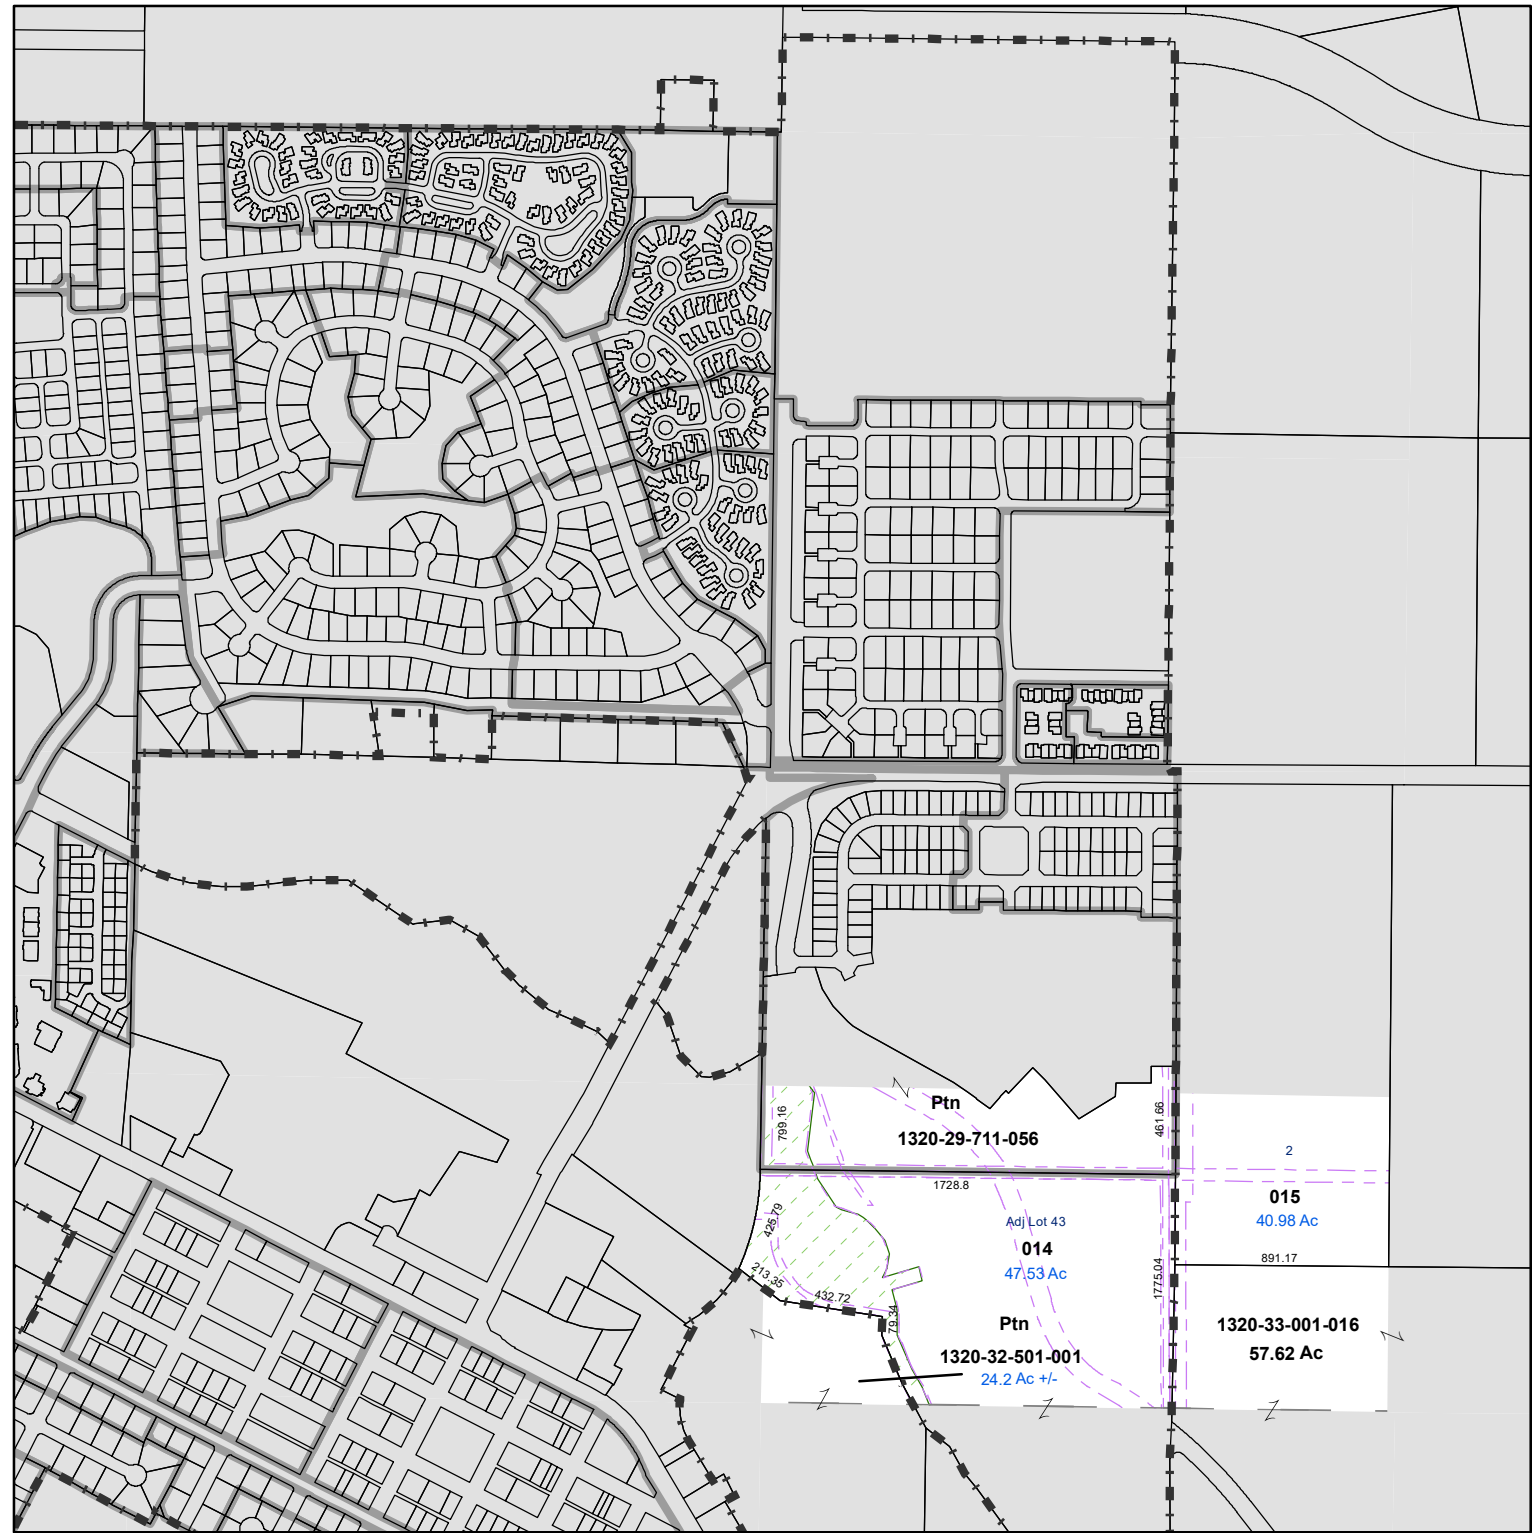 Ptn
1320-29-711-056
799.16
461.66
1728.8
2
015
40.98 Ac
891.17
425.79
Adj Lot 43
014
47.53 Ac
1775.04
213.35
432.72
79.34
Ptn
1320-32-501-001
24.2 Ac +/-
1320-33-001-016
57.62 Ac